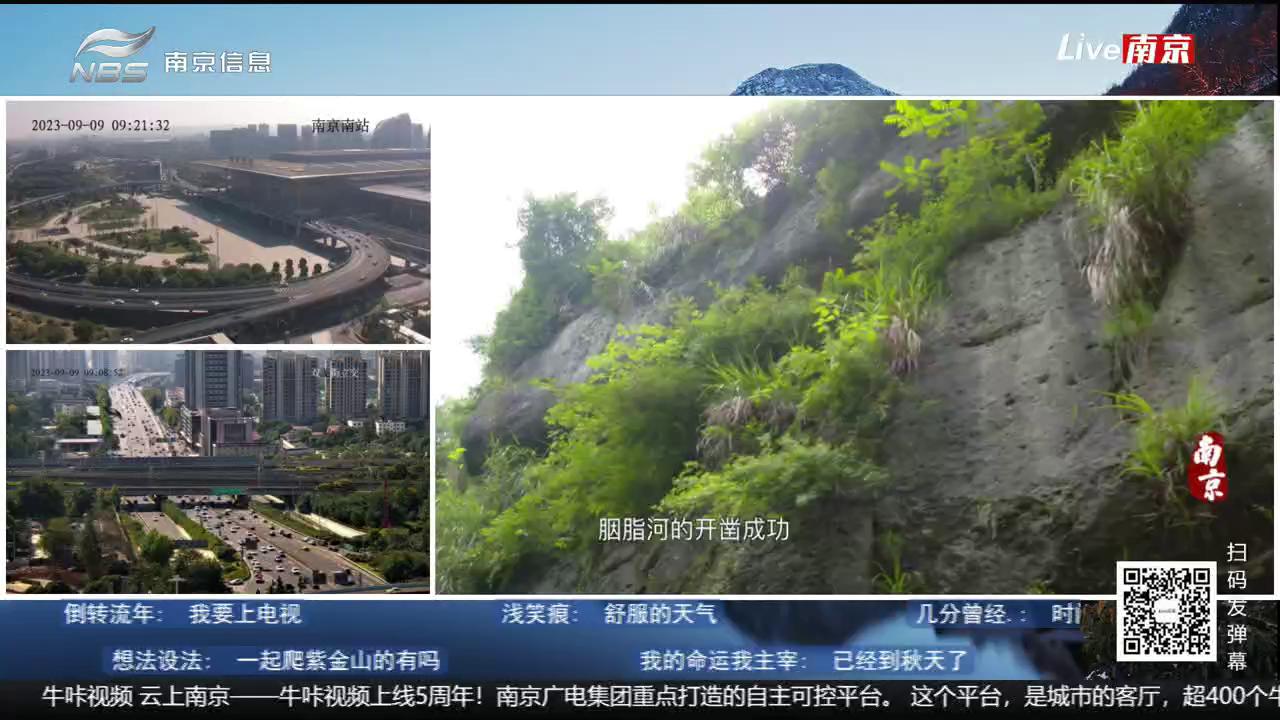 NBS 南京信息
Live南京
2023-09-09 09:21:32
南京南站
2023-09-09 09:08:52
南京
胭脂河的开凿成功
扫码发弹幕
倒转流年： 我要上电视
浅笑痕： 舒服的天气
几分曾经.： 时
想法设法： 一起爬紫金山的有吗
我的命运我主宰： 已经到秋天了
牛咔视频 云上南京——牛咔视频上线5周年！南京广电集团重点打造的自主可控平台。 这个平台，是城市的客厅，超400个牛